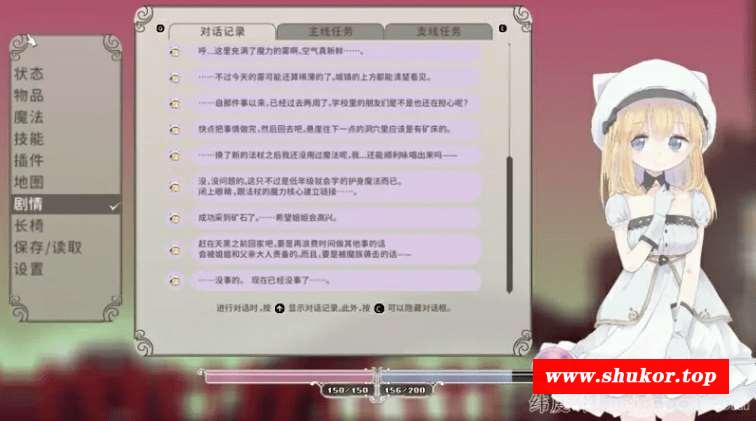 对话记录
主线任务
支线任务
状态
物品
魔法
技能
插件
地图
剧情
长椅
保存/读取
设置
呼...这里充满了魔力的雾啊,空气真新鲜……。
……不过今天的雾可能还算稀薄的了,城镇的上方都能清楚看见。
……自那件事以来,已经过去两周了,学校里的朋友们是不是也还在担心呢?
快点把事情做完,然后回去吧,悬崖往下一点的洞穴里应该是有矿床的。
……换了新的法杖之后我还没用过魔法呢,我...还能顺利咏唱出来吗——
没,没问题的,这只不过是低年级就会学的护身魔法而已。
闭上眼睛,跟法杖的魔力核心建立链接……。
成功采到矿石了。……希望姐姐会高兴。
赶在天黑之前回家吧,要是再浪费时间做其他事的话
会被姐姐和父亲大人责备的,而且,要是被魔族袭击的话——
……没事的。 现在已经没事了……。
进行对话时,按 显示对话记录。此外,按 C 可以隐藏对话框。
150/150
156/200
www.shukor.top